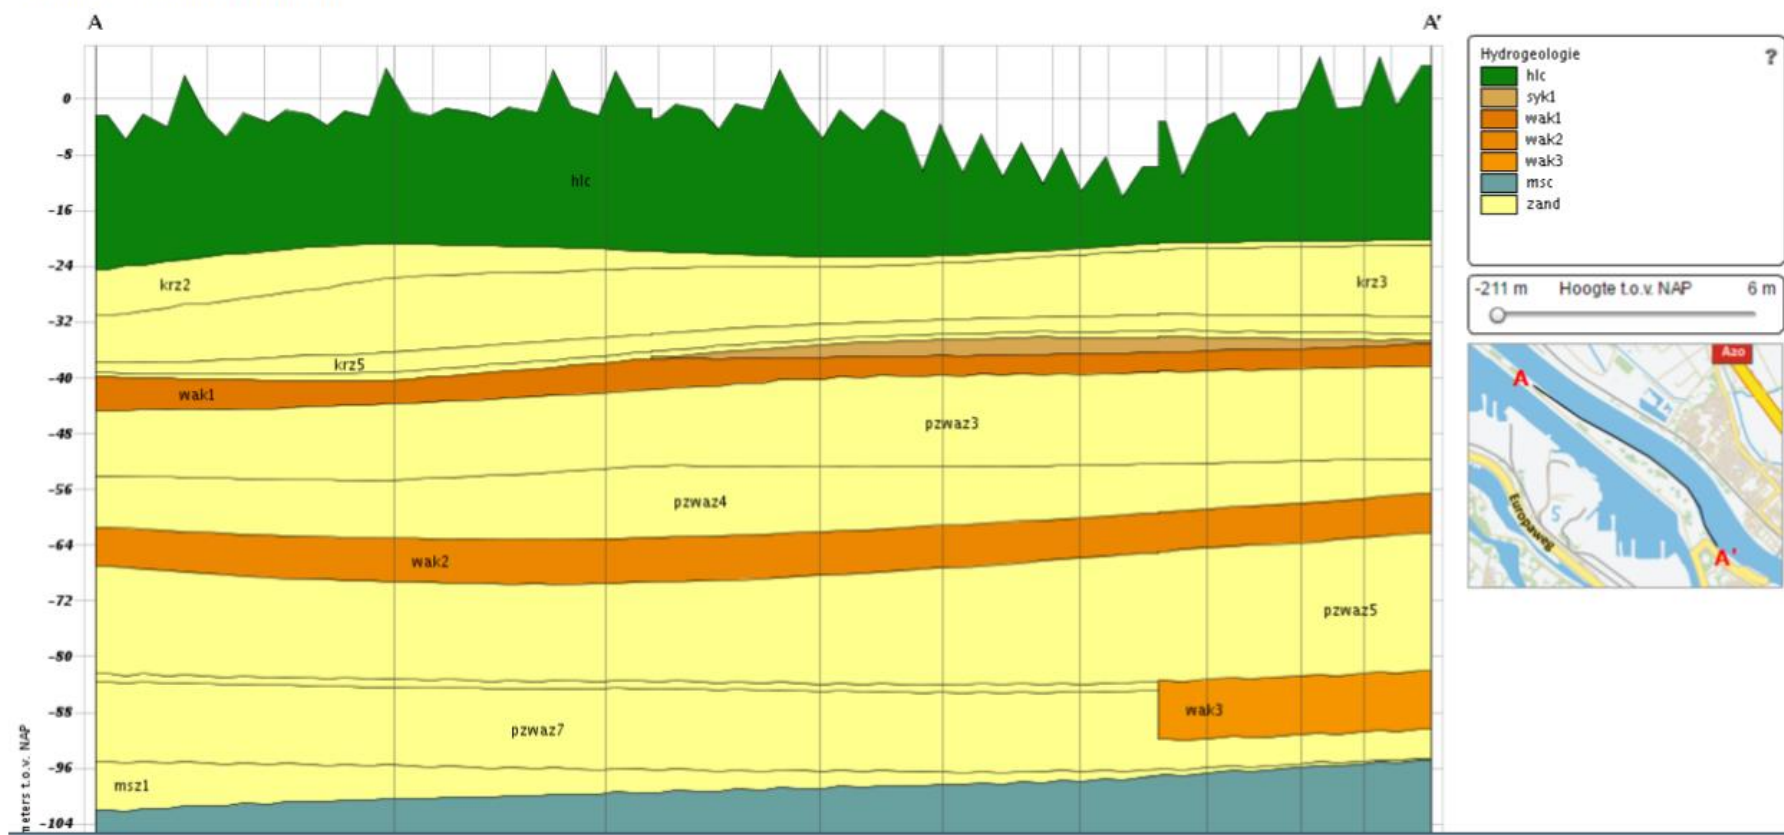 A
A'
0
-8
-16
-24
-32
-40
-48
-56
-64
-72
-80
-88
-96
-104
meters t.o.v. NAP
hlc
krz2
krz3
krz5
wak1
pzwaz3
pzwaz4
wak2
pzwaz5
wak3
pzwaz7
msz1
Hydrogeologie
?
hlc
syk1
wak1
wak2
wak3
msc
zand
-211 m Hoogte t.o.v. NAP 6 m
A20
A
S
Europaweg
A'